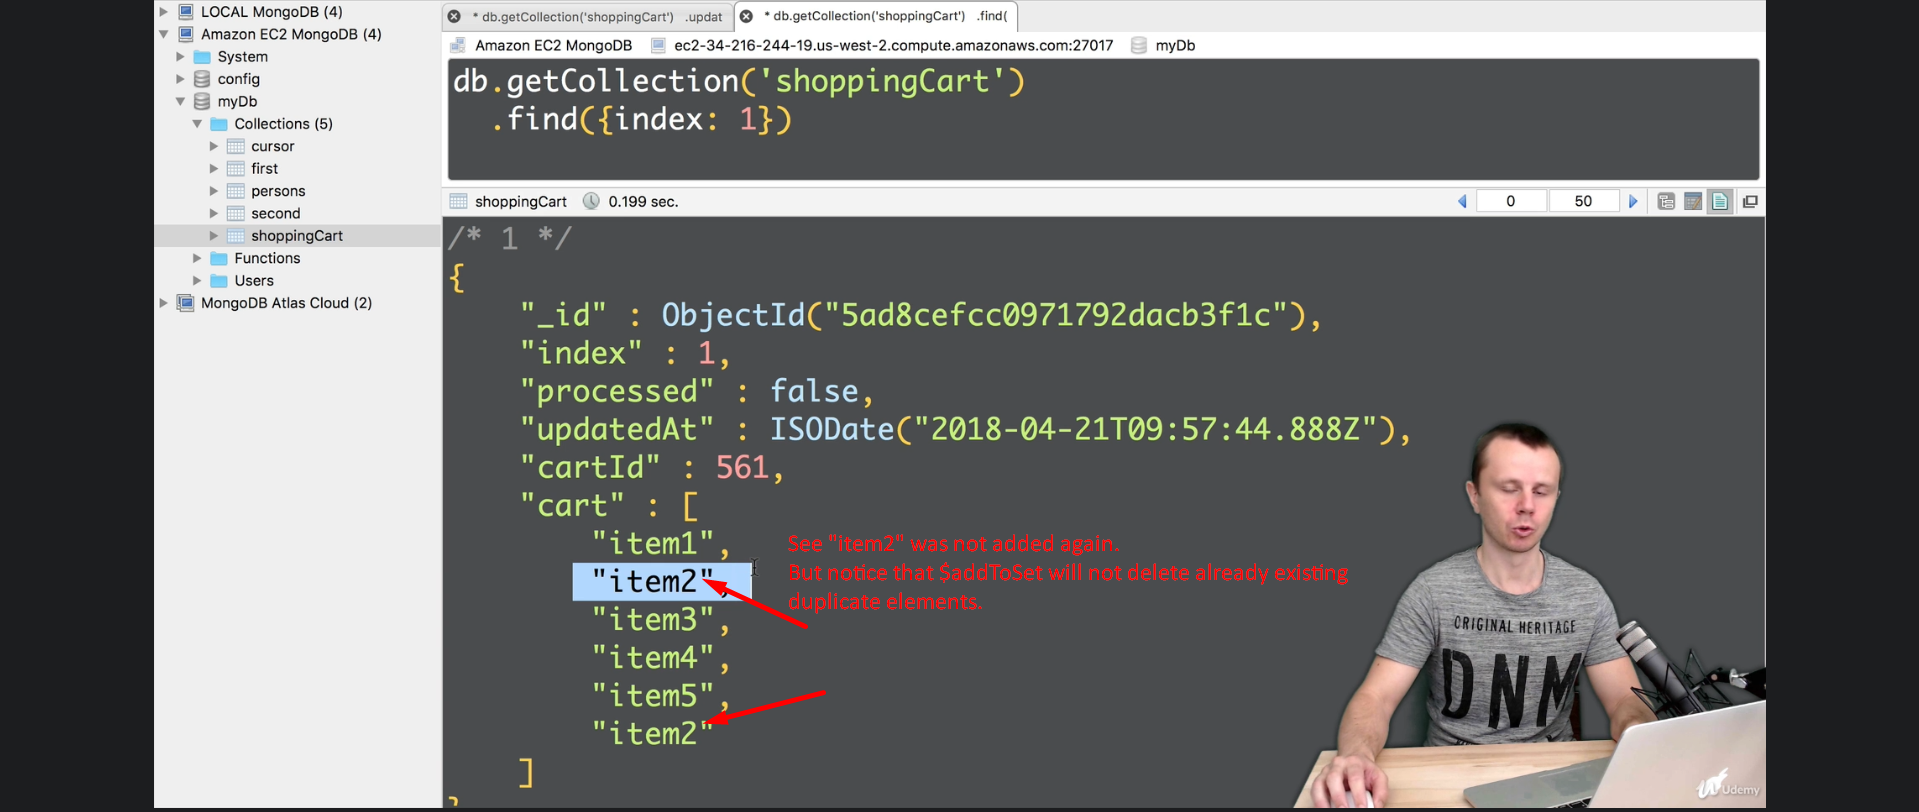 LOCAL MongoDB (4)
Amazon EC2 MongoDB (4)
System
config
myDb
Collections (5)
cursor
first
persons
second
shoppingCart
Functions
Users
MongoDB Atlas Cloud (2)
* db.getCollection('shoppingCart') .updat
* db.getCollection('shoppingCart') .find(
Amazon EC2 MongoDB ec2-34-216-244-19.us-west-2.compute.amazonaws.com:27017 myDb
db.getCollection('shoppingCart')
.find({index: 1})
shoppingCart 0.199 sec. 0 50
/* 1 */
{
"_id" : ObjectId("5ad8cefcc0971792dacb3f1c"),
"index" : 1,
"processed" : false,
"updatedAt" : ISODate("2018-04-21T09:57:44.888Z"),
"cartId" : 561,
"cart" : [
"item1",
"item2",
"item3",
"item4",
"item5",
"item2"
]
}
See "item2" was not added again.
But notice that $addToSet will not delete already existing
duplicate elements.
ORIGINAL HERITAGE
DNM
Udemy